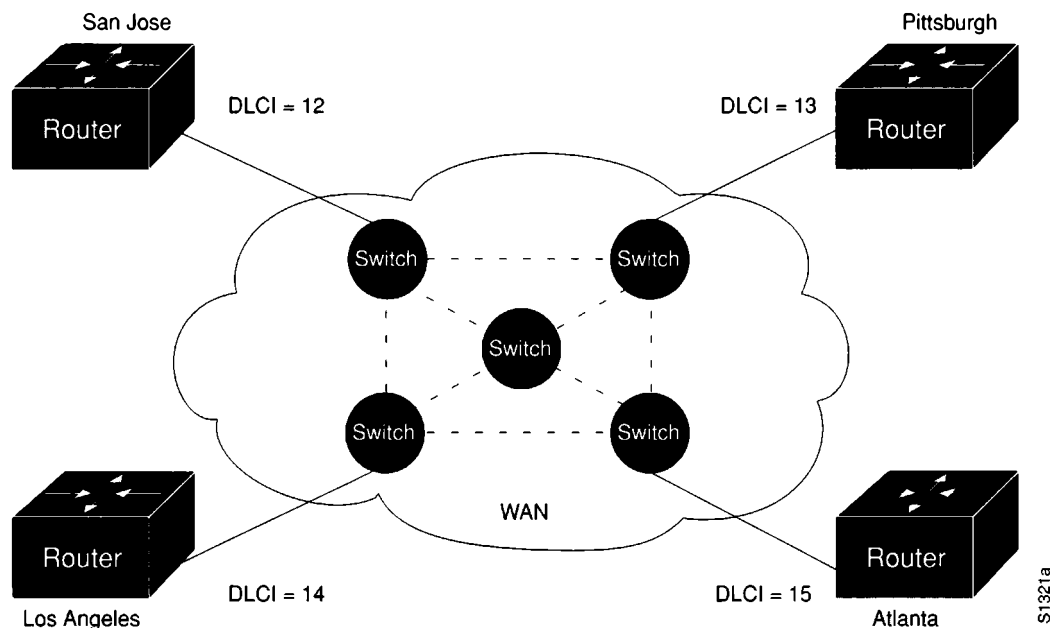 San Jose
Pittsburgh
Router
DLCI = 12
DLCI = 13
Router
Switch
Switch
Switch
Switch
Switch
WAN
Router
DLCI = 14
DLCI = 15
Router
Los Angeles
Atlanta
S1321a